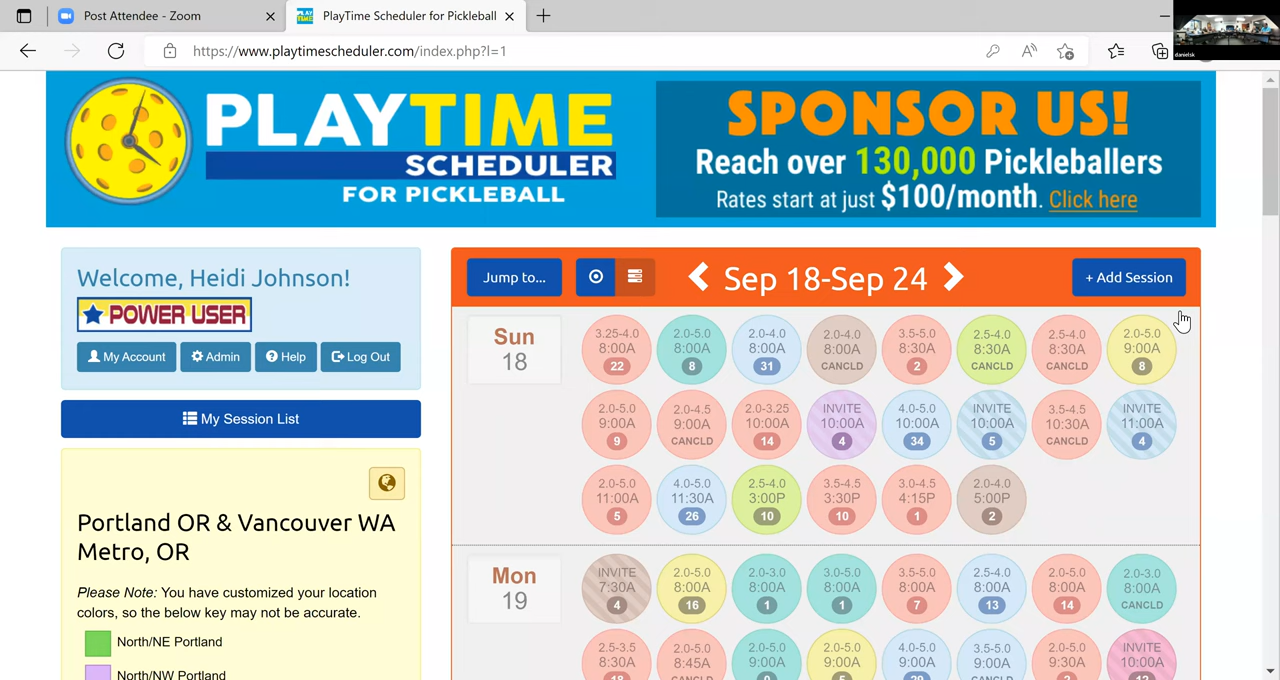 Post Attendee - Zoom
PlayTime Scheduler for Pickleball
https://www.playtimescheduler.com/index.php?l=1
danielsk
PLAYTIME
SCHEDULER
FOR PICKLEBALL
SPONSOR US!
Reach over 130,000 Pickleballers
Rates start at just $100/month. Click here
Welcome, Heidi Johnson!
POWER USER
My Account
Admin
Help
Log Out
My Session List
Portland OR & Vancouver WA
Metro, OR
Please Note: You have customized your location
colors, so the below key may not be accurate.
North/NE Portland
North/NW Portland
Jump to...
Sep 18-Sep 24
+ Add Session
Sun
18
3.25-4.0 2.0-5.0 2.0-4.0 2.0-4.0 3.5-5.0 2.5-4.0 2.5-4.0 2.0-5.0
8:00A 8:00A 8:00A 8:00A 8:30A 8:30A 8:30A 9:00A
22 8 31 CANCLD 2 CANCLD CANCLD 8
2.0-5.0 2.0-4.5 2.0-3.25 INVITE 4.0-5.0 INVITE 3.5-4.5 INVITE
9:00A 9:00A 10:00A 10:00A 10:00A 10:00A 10:30A 11:00A
9 CANCLD 14 4 34 5 CANCLD 4
2.0-5.0 4.0-5.0 2.5-4.0 3.5-4.5 3.0-4.5 2.0-4.0
11:00A 11:30A 3:00P 3:30P 4:15P 5:00P
5 26 10 10 1 2
Mon
19
INVITE 2.0-5.0 2.0-3.0 3.0-5.0 3.5-5.0 2.5-4.0 2.0-5.0 2.0-3.0
7:30A 8:00A 8:00A 8:00A 8:00A 8:00A 8:00A 8:00A
4 16 1 1 7 13 14 CANCLD
2.5-3.5 2.0-5.0 2.0-5.0 2.0-5.0 4.0-5.0 3.5-5.0 2.0-5.0 INVITE
8:30A 8:45A 9:00A 9:00A 9:00A 9:00A 9:30A 10:00A